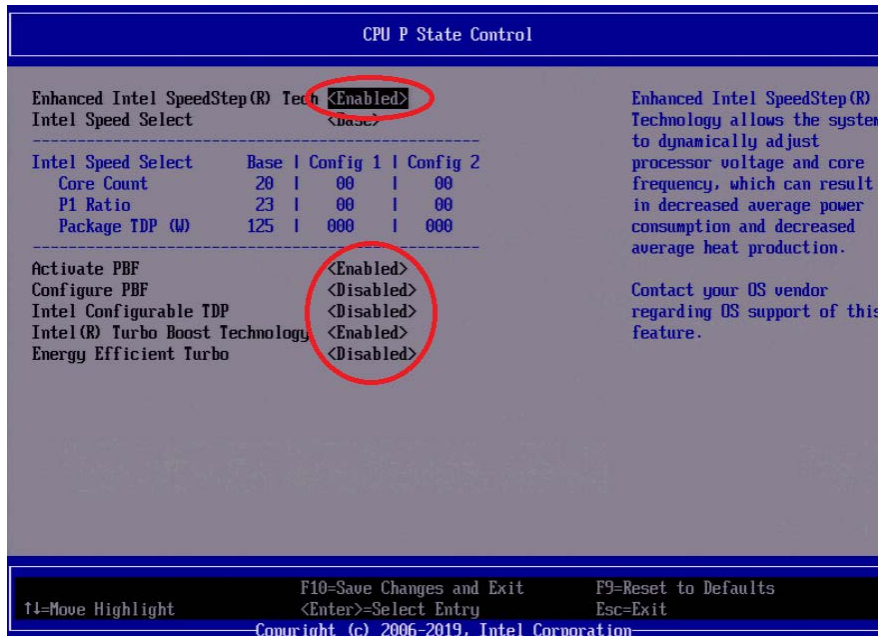 CPU P State Control
Enhanced Intel SpeedStep(R) Tech <Enabled>
Intel Speed Select <Base>
Intel Speed Select Base | Config 1 | Config 2
Core Count 20 | 00 | 00
P1 Ratio 23 | 00 | 00
Package TDP (W) 125 | 000 | 000
Activate PBF <Enabled>
Configure PBF <Disabled>
Intel Configurable TDP <Disabled>
Intel(R) Turbo Boost Technology <Enabled>
Energy Efficient Turbo <Disabled>
Enhanced Intel SpeedStep(R)
Technology allows the system
to dynamically adjust
processor voltage and core
frequency, which can result
in decreased average power
consumption and decreased
average heat production.
Contact your OS vendor
regarding OS support of this
feature.
F10=Save Changes and Exit F9=Reset to Defaults
↑↓=Move Highlight <Enter>=Select Entry Esc=Exit
Copyright (c) 2006-2019, Intel Corporation